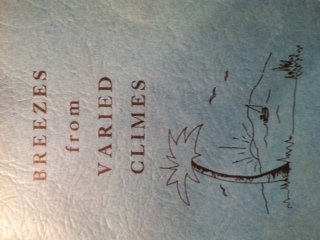 BREEZES
from
VARIED
CLIMES